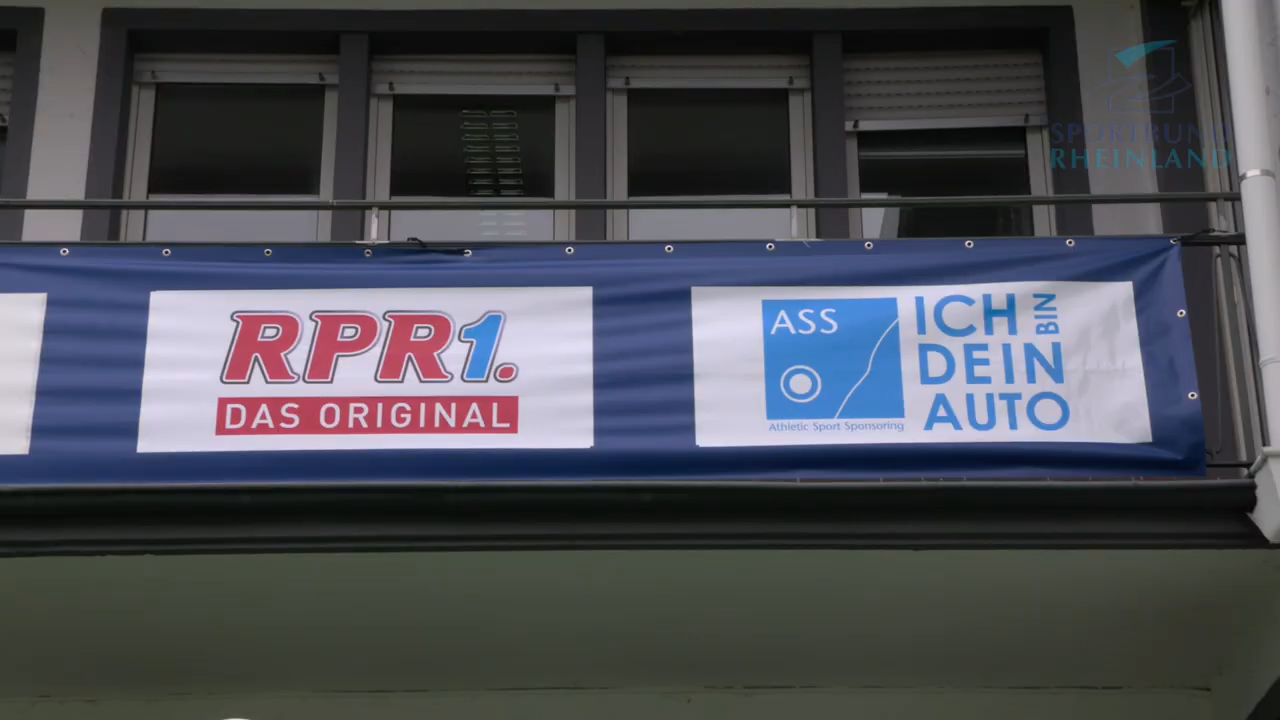 SPORTBUND
RHEINLAND
RPR1.
DAS ORIGINAL
ASS
Athletic Sport Sponsoring
ICH BIN
DEIN
AUTO